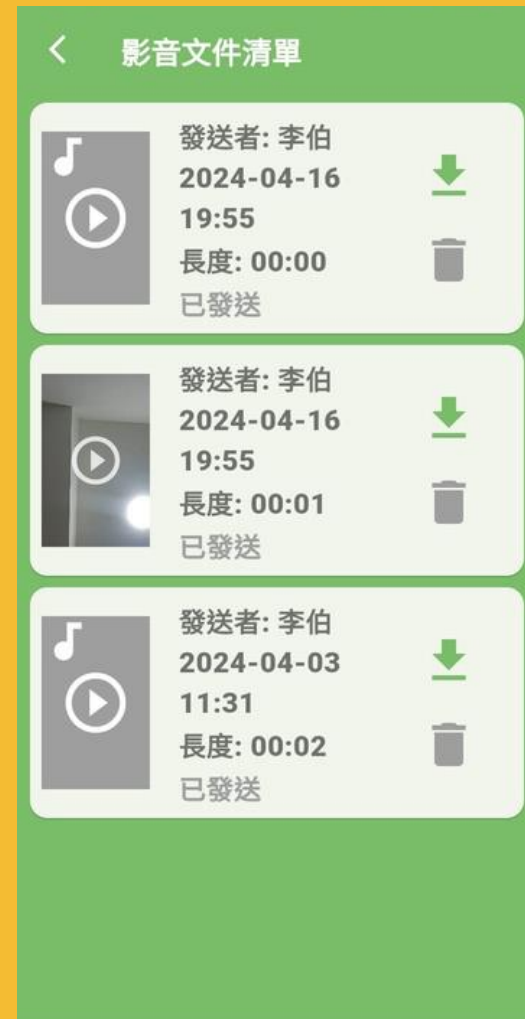 影音文件清單
發送者: 李伯
2024-04-16
19:55
長度: 00:00
已發送
發送者: 李伯
2024-04-16
19:55
長度: 00:01
已發送
發送者: 李伯
2024-04-03
11:31
長度: 00:02
已發送